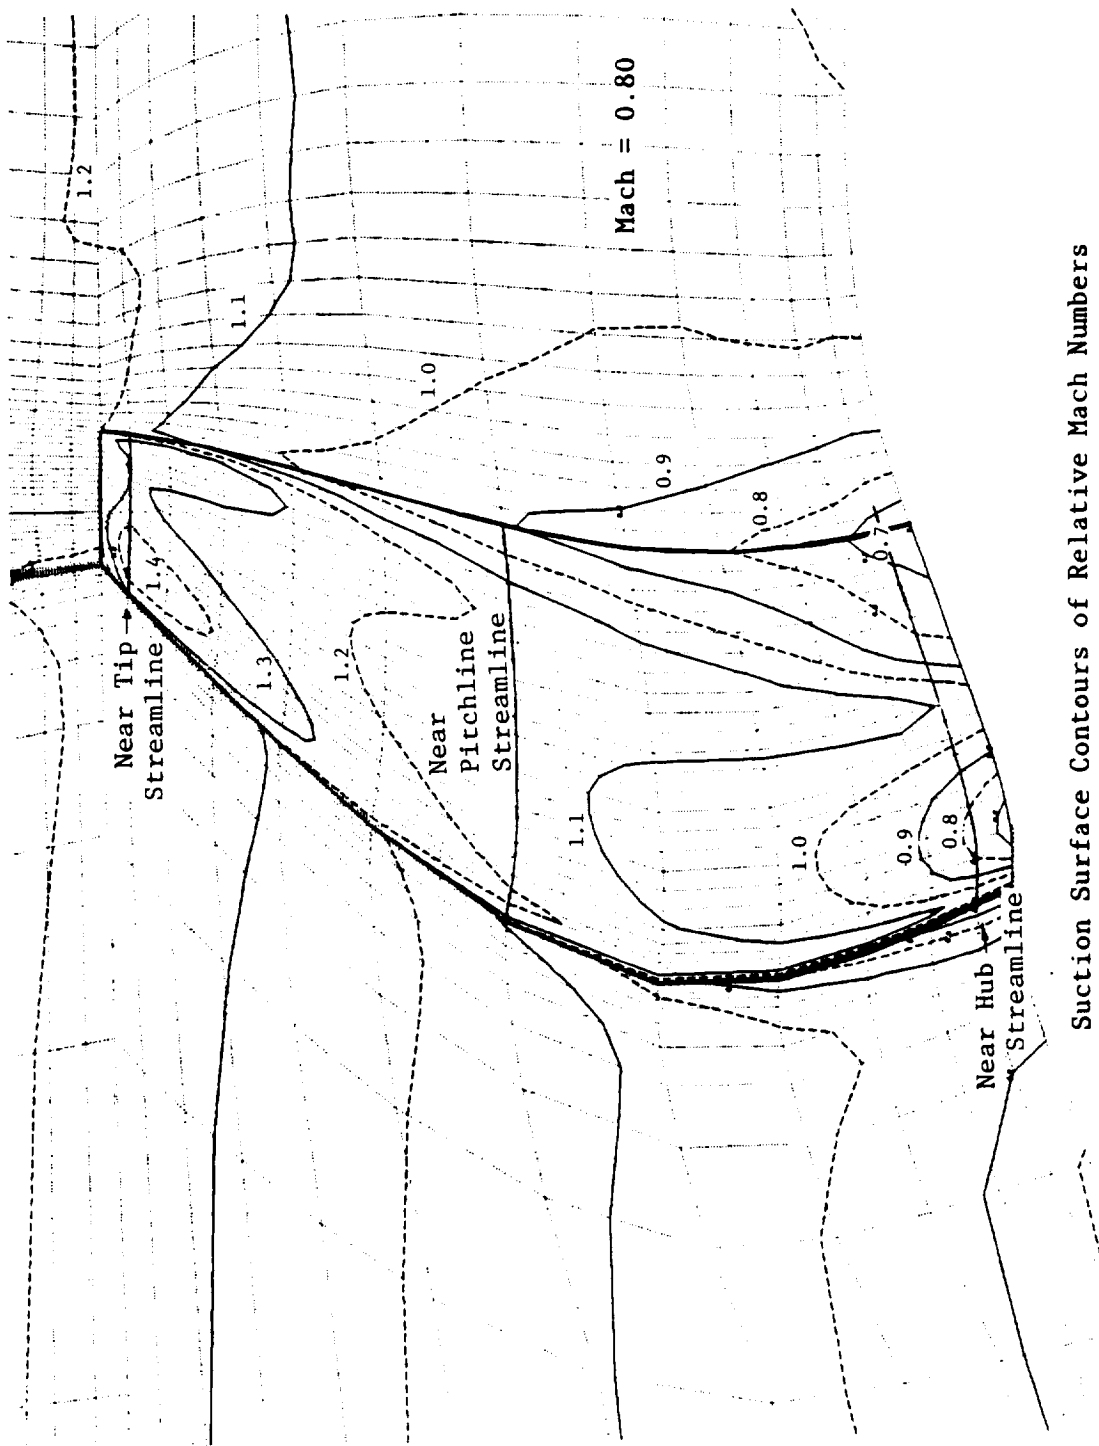 1.2
1.1
Mach = 0.80
1.0
0.9
0.8
0.7
1.4
Near Tip
Streamline
1.3
1.2
Near
Pitchline
Streamline
1.1
1.0
0.9
0.8
Near Hub
Streamline
Suction Surface Contours of Relative Mach Numbers